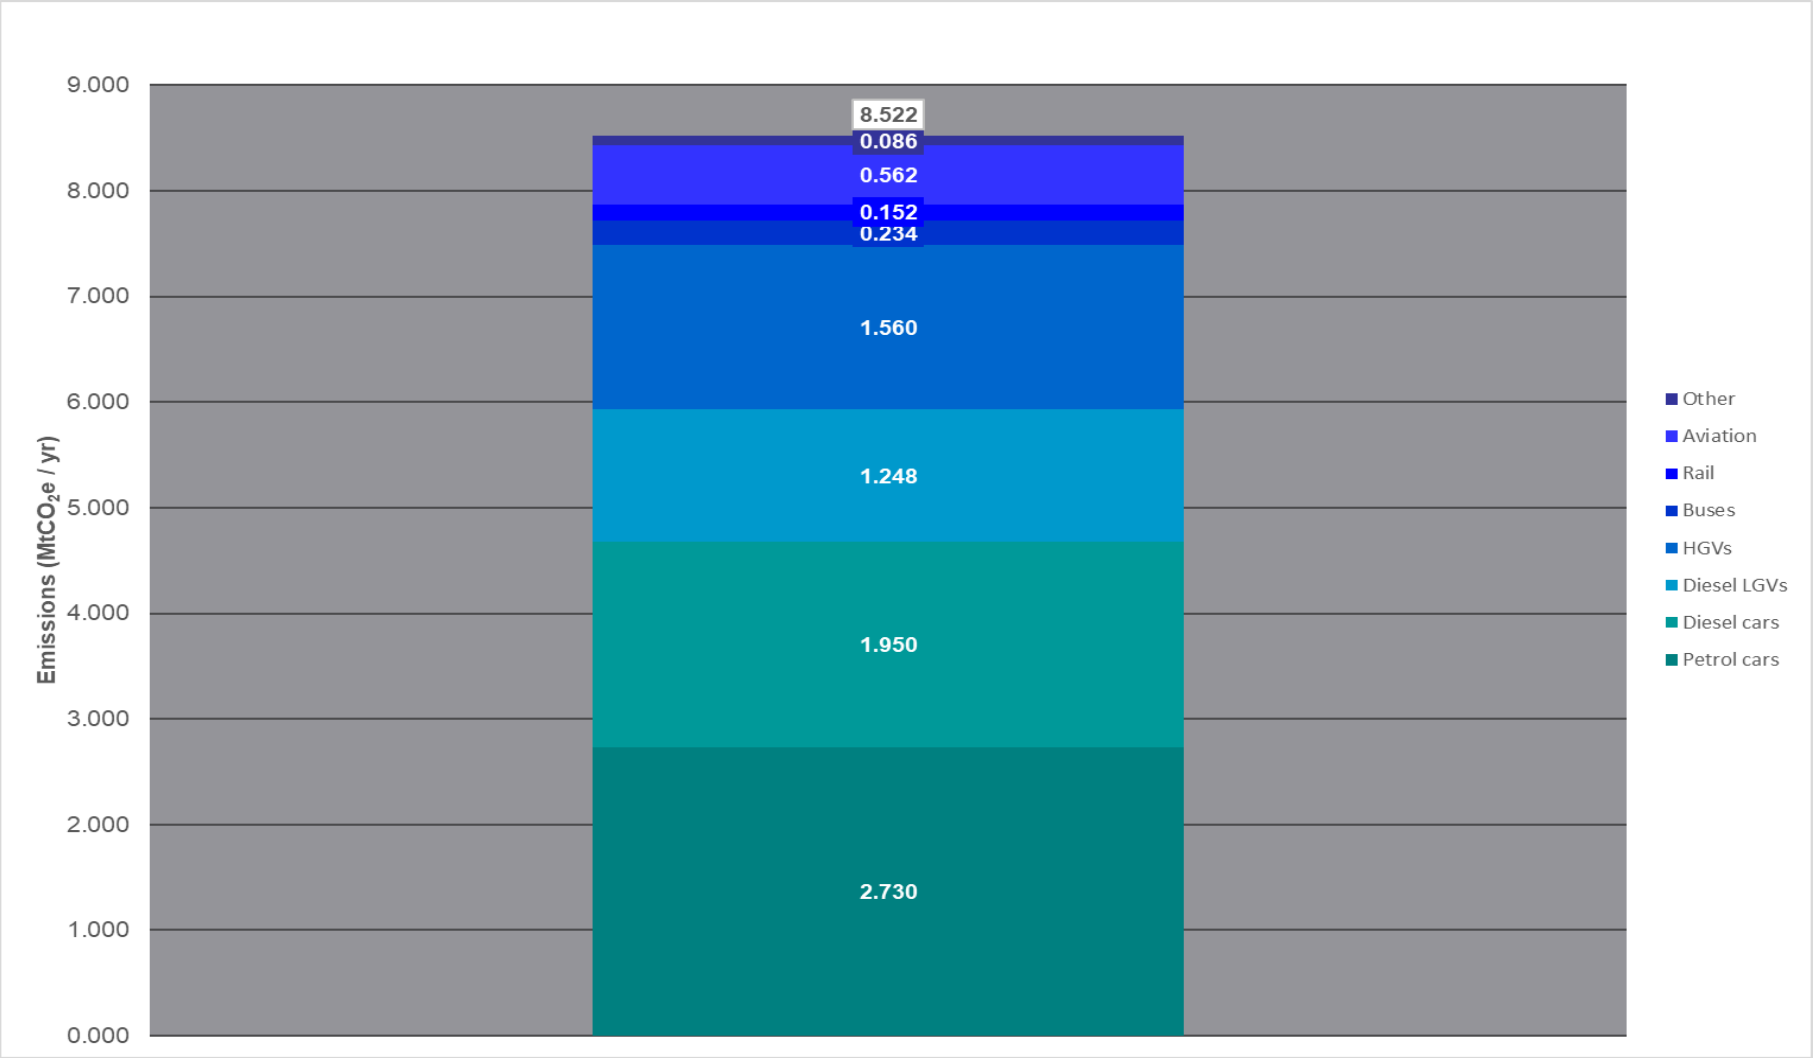 9.000
8.000
7.000
6.000
5.000
4.000
3.000
2.000
1.000
0.000
Emissions (MtCO₂e / yr)
8.522
0.086
0.562
0.152
0.234
1.560
1.248
1.950
2.730
Other
Aviation
Rail
Buses
HGVs
Diesel LGVs
Diesel cars
Petrol cars